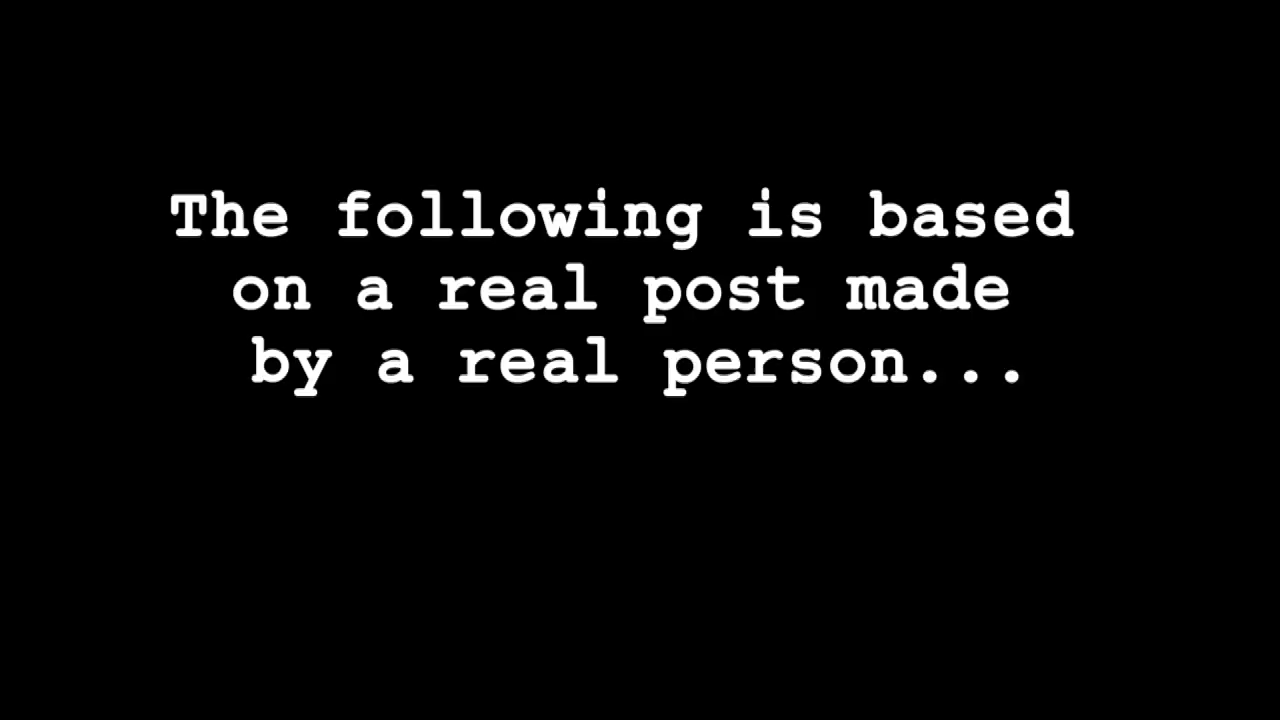 The following is based
on a real post made
by a real person...